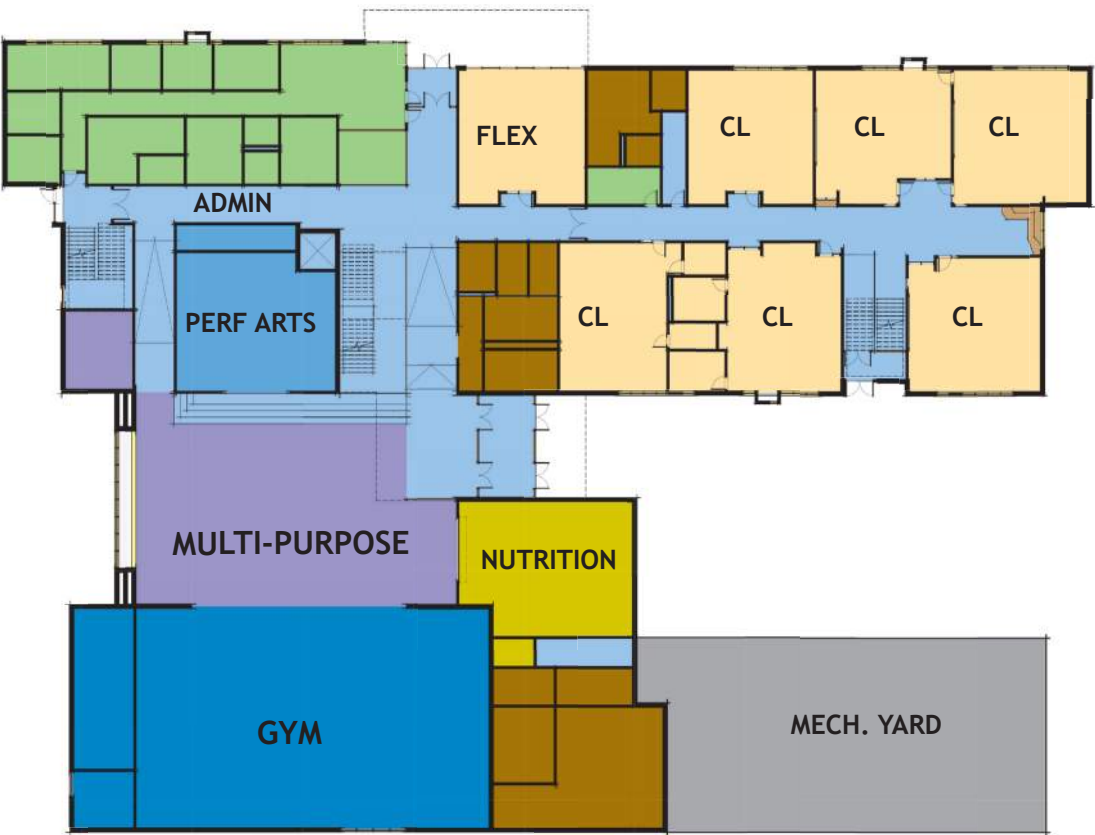 FLEX
CL
CL
CL
ADMIN
PERF ARTS
CL
CL
CL
MULTI-PURPOSE
NUTRITION
GYM
MECH. YARD